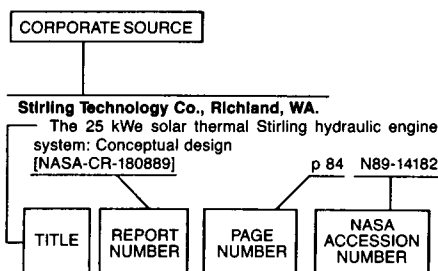 CORPORATE SOURCE
Stirling Technology Co., Richland, WA.
The 25 kWe solar thermal Stirling hydraulic engine
system: Conceptual design
[NASA-CR-180889] p 84 N89-14182
TITLE
REPORT
NUMBER
PAGE
NUMBER
NASA
ACCESSION
NUMBER